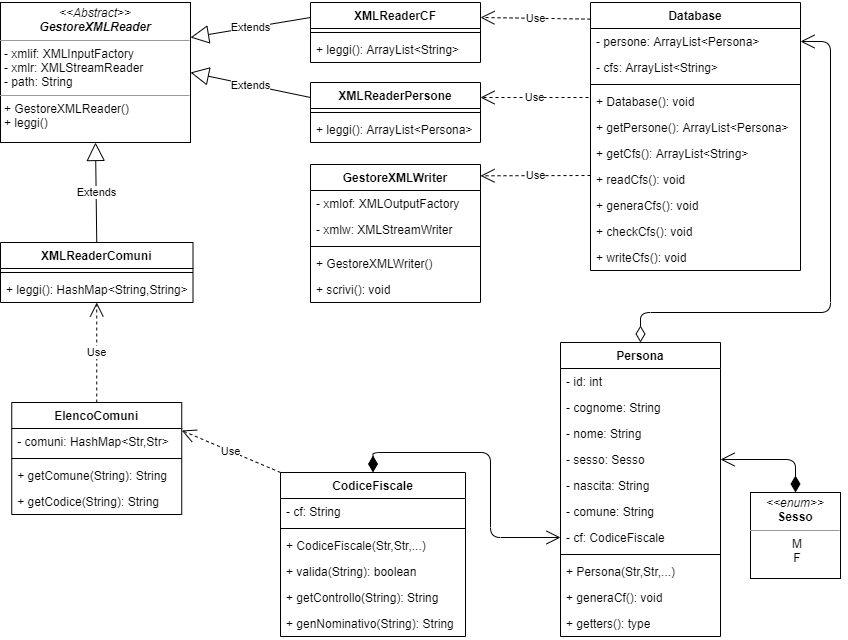 <<Abstract>>
GestoreXMLReader
- xmlif: XMLInputFactory
- xmlr: XMLStreamReader
- path: String
+ GestoreXMLReader()
+ leggi()
Extends
Extends
Extends
XMLReaderCF
+ leggi(): ArrayList<String>
XMLReaderPersone
+ leggi(): ArrayList<Persona>
GestoreXMLWriter
- xmlof: XMLOutputFactory
- xmlw: XMLStreamWriter
+ GestoreXMLWriter()
+ scrivi(): void
Use
Use
Use
Database
- persone: ArrayList<Persona>
- cfs: ArrayList<String>
+ Database(): void
+ getPersone(): ArrayList<Persona>
+ getCfs(): ArrayList<String>
+ readCfs(): void
+ generaCfs(): void
+ checkCfs(): void
+ writeCfs(): void
XMLReaderComuni
+ leggi(): HashMap<String,String>
Use
ElencoComuni
- comuni: HashMap<Str,Str>
+ getComune(String): String
+ getCodice(String): String
Use
CodiceFiscale
- cf: String
+ CodiceFiscale(Str,Str,...)
+ valida(String): boolean
+ getControllo(String): String
+ genNominativo(String): String
Persona
- id: int
- cognome: String
- nome: String
- sesso: Sesso
- nascita: String
- comune: String
- cf: CodiceFiscale
+ Persona(Str,Str,...)
+ generaCf(): void
+ getters(): type
<<enum>>
Sesso
M
F